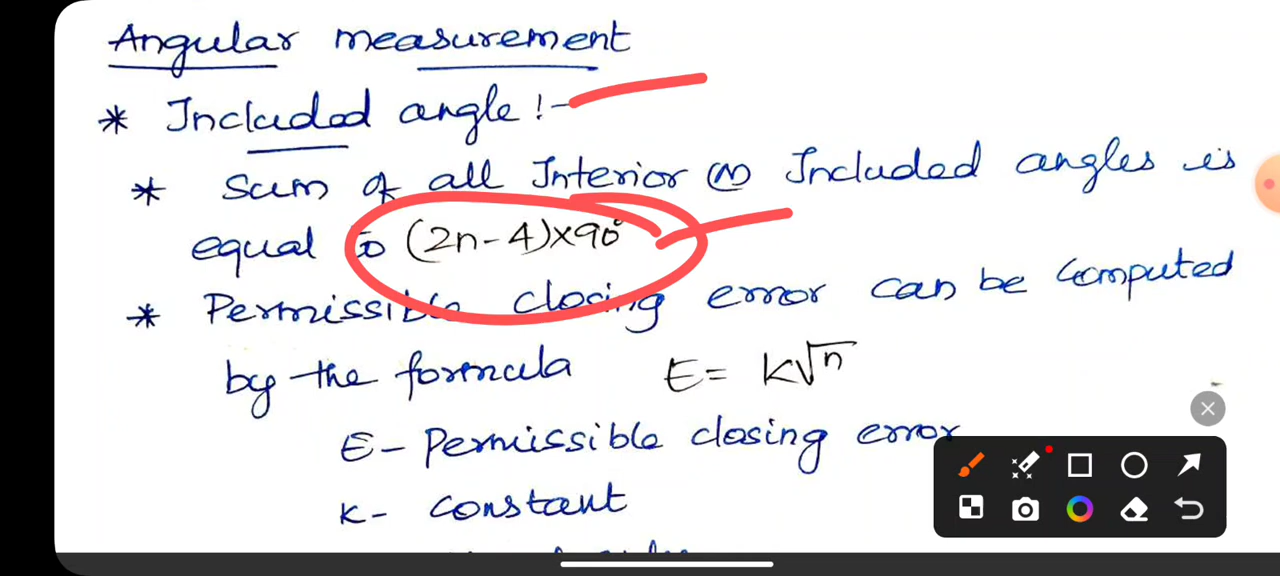 Angular measurement
* Included angle :-
* Sum of all Interior (or) Included angles is
equal to (2n-4)×90°
* Permissible closing error can be computed
by the formula E = K√n
E - Permissible closing error
K - Constant